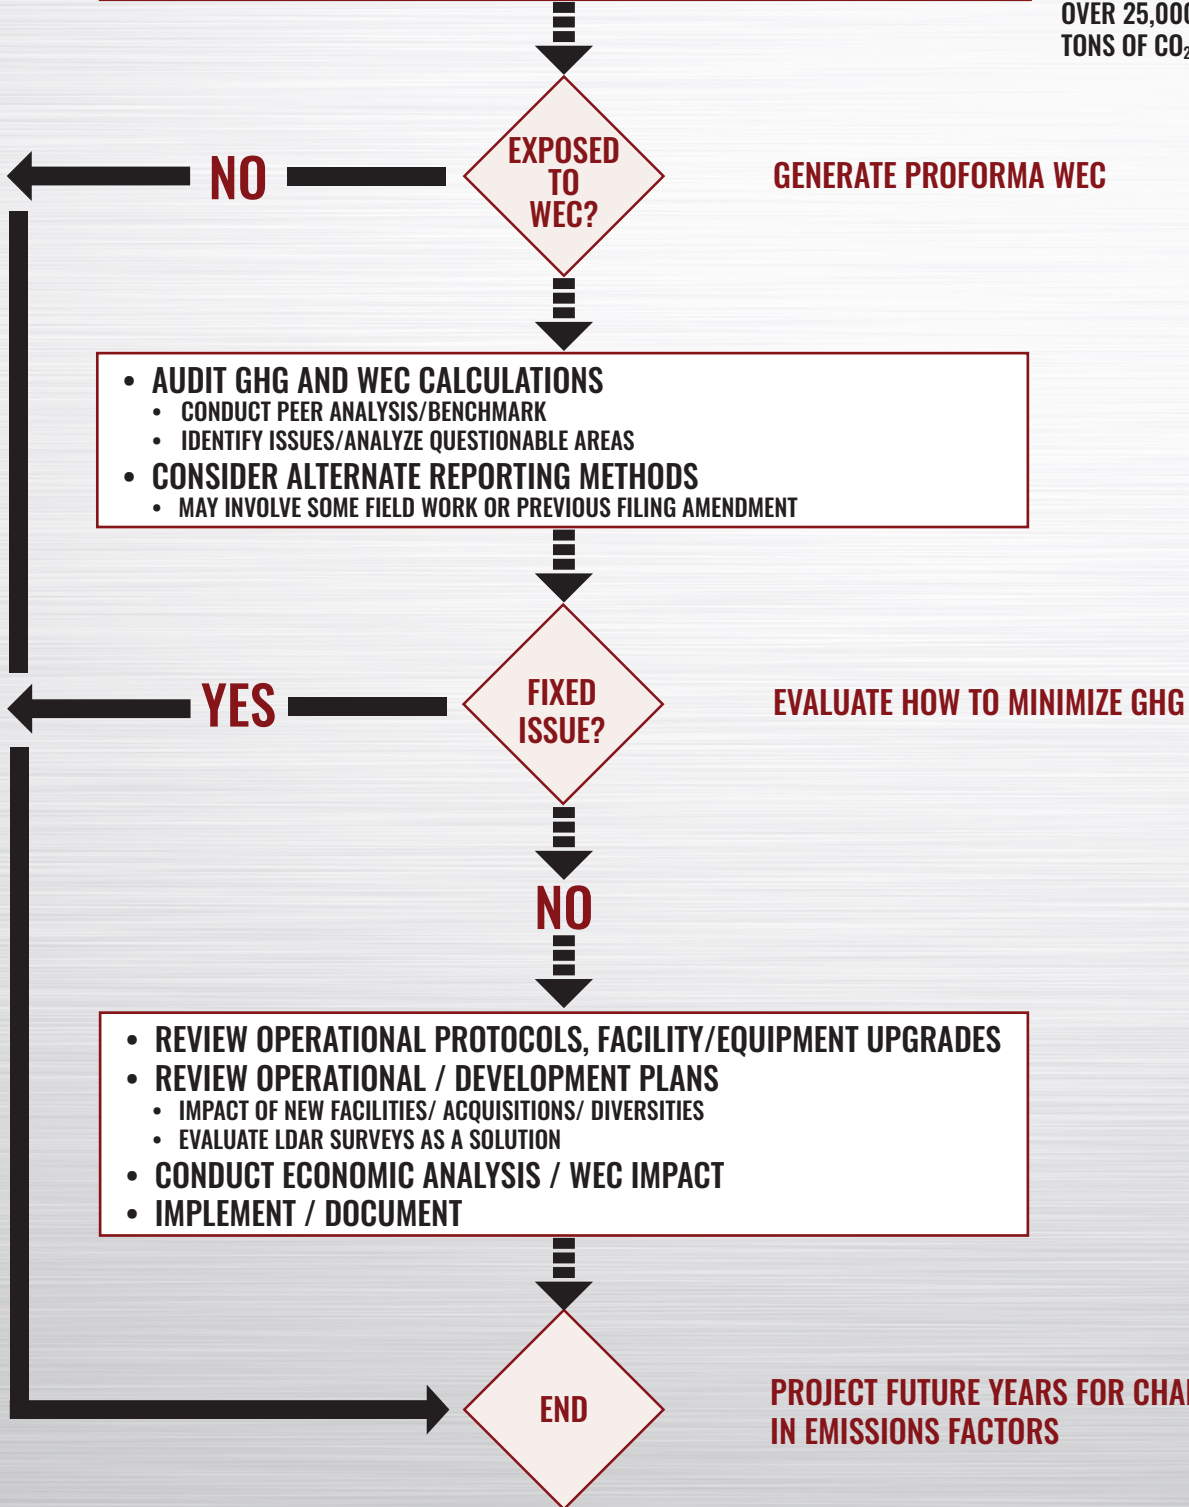 OVER 25,000
TONS OF CO₂
EXPOSED
TO
WEC?
NO
GENERATE PROFORMA WEC
• AUDIT GHG AND WEC CALCULATIONS
• CONDUCT PEER ANALYSIS/BENCHMARK
• IDENTIFY ISSUES/ANALYZE QUESTIONABLE AREAS
• CONSIDER ALTERNATE REPORTING METHODS
• MAY INVOLVE SOME FIELD WORK OR PREVIOUS FILING AMENDMENT
YES
FIXED
ISSUE?
EVALUATE HOW TO MINIMIZE GHG
NO
• REVIEW OPERATIONAL PROTOCOLS, FACILITY/EQUIPMENT UPGRADES
• REVIEW OPERATIONAL / DEVELOPMENT PLANS
• IMPACT OF NEW FACILITIES/ ACQUISITIONS/ DIVERSITIES
• EVALUATE LDAR SURVEYS AS A SOLUTION
• CONDUCT ECONOMIC ANALYSIS / WEC IMPACT
• IMPLEMENT / DOCUMENT
END
PROJECT FUTURE YEARS FOR
IN EMISSIONS FACTORS